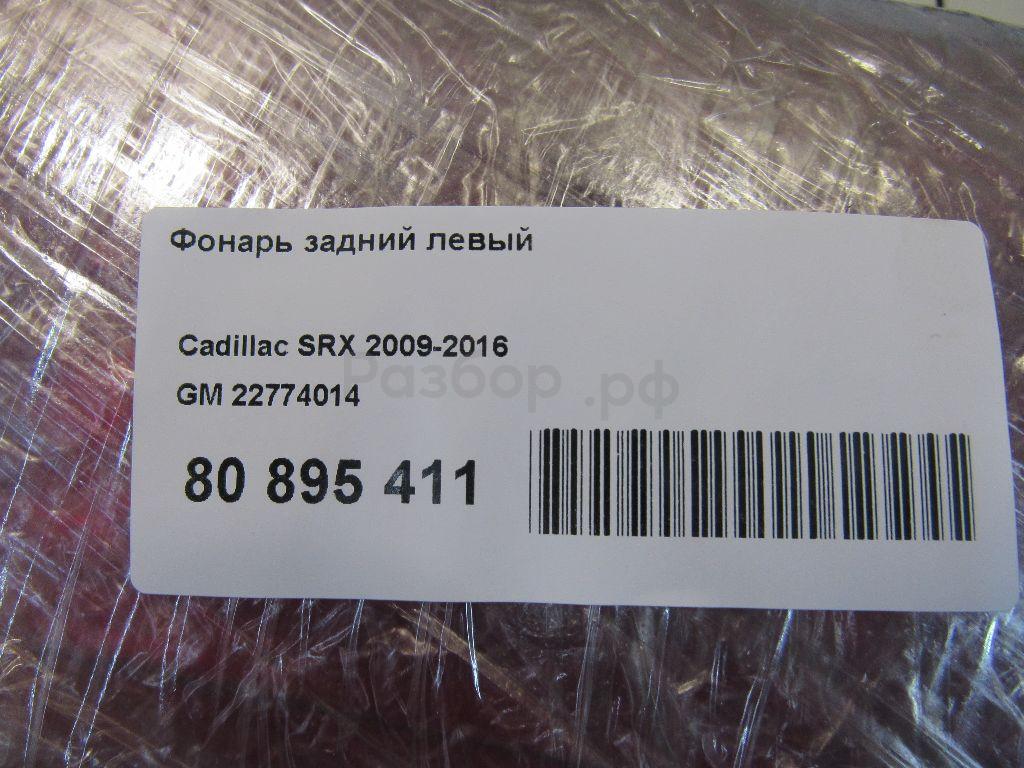 Фонарь задний левый
Cadillac SRX 2009-2016
Разбор.рф
GM 22774014
80 895 411